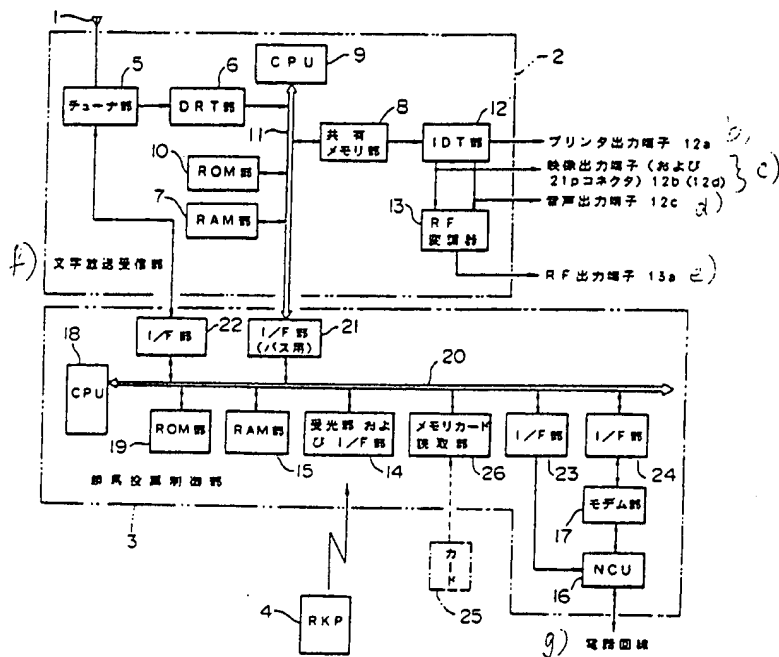 1
5
チューナ部
6
DRT部
CPU
9
2
11
8
共有
メモリ部
12
IDT部
プリンタ出力端子 12a
b)
映像出力端子(および
21pコネクタ) 12b (12d)
c)
音声出力端子 12c
d)
10
ROM部
7
RAM部
13
RF
変調器
RF出力端子 13a
e)
f)
文字放送受信部
I/F部
22
I/F部
(バス用)
21
18
CPU
20
ROM部
19
RAM部
15
受光部 および
I/F部
14
メモリカード
読取部
26
I/F部
23
I/F部
24
競馬投票制御部
3
モデム部
17
NCU
16
カード
25
4
RKP
g)
電話回線